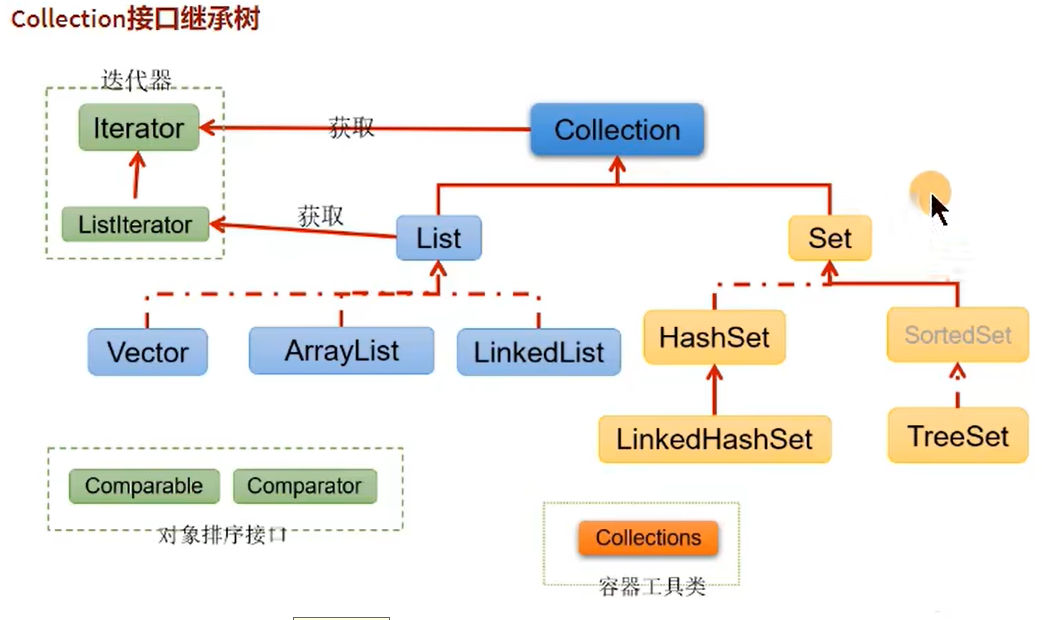 Collection接口继承树
迭代器
Iterator
获取
Collection
ListIterator
获取
List
Set
Vector
ArrayList
LinkedList
HashSet
SortedSet
LinkedHashSet
TreeSet
Comparable
Comparator
对象排序接口
Collections
容器工具类